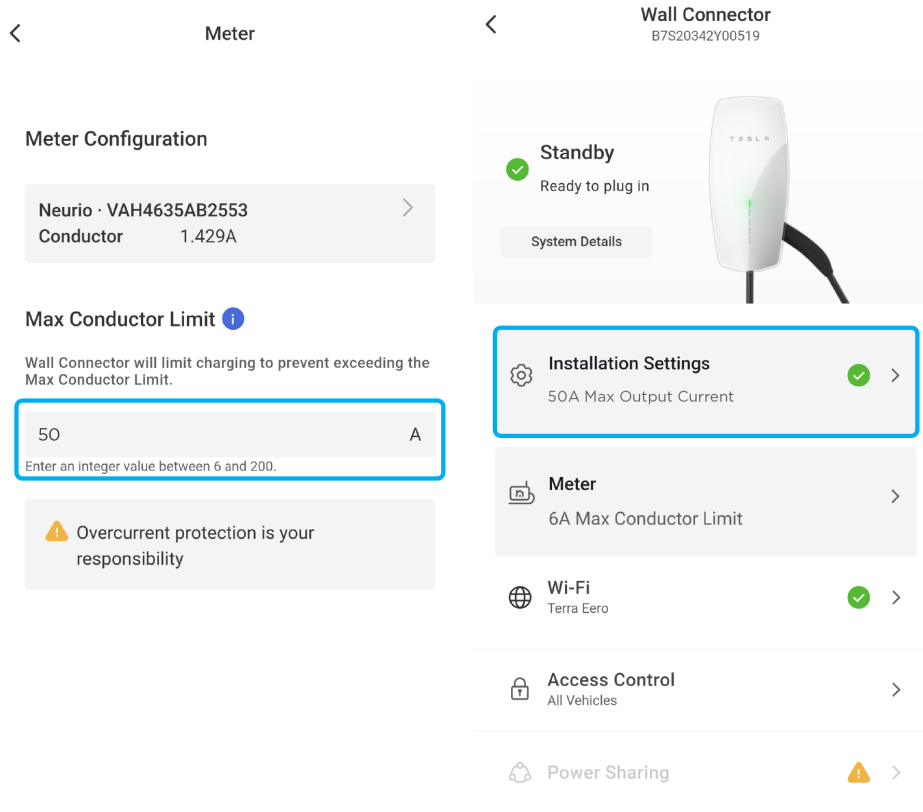 Meter
Meter Configuration
Neurio · VAH4635AB2553
Conductor 1.429A
Max Conductor Limit
Wall Connector will limit charging to prevent exceeding the
Max Conductor Limit.
50 A
Enter an integer value between 6 and 200.
Overcurrent protection is your
responsibility
Wall Connector
B7S20342Y00519
Standby
Ready to plug in
System Details
TESLA
Installation Settings
50A Max Output Current
Meter
6A Max Conductor Limit
Wi-Fi
Terra Eero
Access Control
All Vehicles
Power Sharing